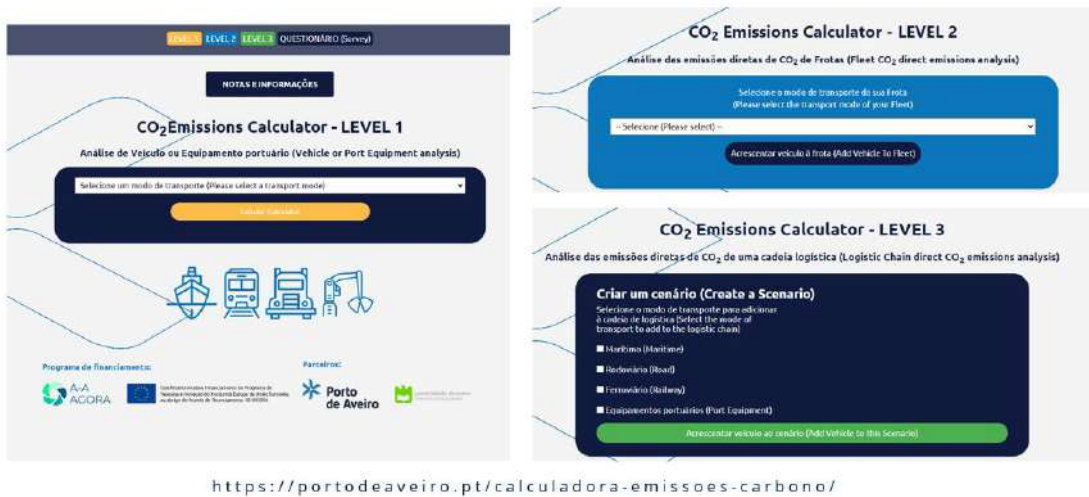 LEVEL 1 LEVEL 2 LEVEL 3 QUESTIONÁRIO (Survey)
NOTAS E INFORMAÇÕES
CO2Emissions Calculator - LEVEL 1
Análise de Veículo ou Equipamento portuário (Vehicle or Port Equipment analysis)
Selecione um modo de transporte (Please select a transport mode)
Programa de financiamento:
Parceiros:
A-A
AGORA
Porto
de Aveiro
CO2 Emissions Calculator - LEVEL 2
Análise das emissões diretas de CO2 de Frotas (Fleet CO2 direct emissions analysis)
Selecione o modo de transporte da sua Frota
(Please select the transport mode of your Fleet)
-- Selecione (Please select) --
Acrescentar veículo à frota (Add Vehicle To Fleet)
CO2 Emissions Calculator - LEVEL 3
Análise das emissões diretas de CO2 de uma cadeia logística (Logistic Chain direct CO2 emissions analysis)
Criar um cenário (Create a Scenario)
Selecione o modo de transporte para adicionar
à cadeia de logística (Select the mode of
transport to add to the logistic chain)
Marítimo (Maritime)
Rodoviário (Road)
Ferroviário (Railway)
Equipamentos portuários (Port Equipment)
Acrescentar veículo ao cenário (Add Vehicle to this Scenario)
https://portodeaveiro.pt/calculadora-emissoes-carbono/